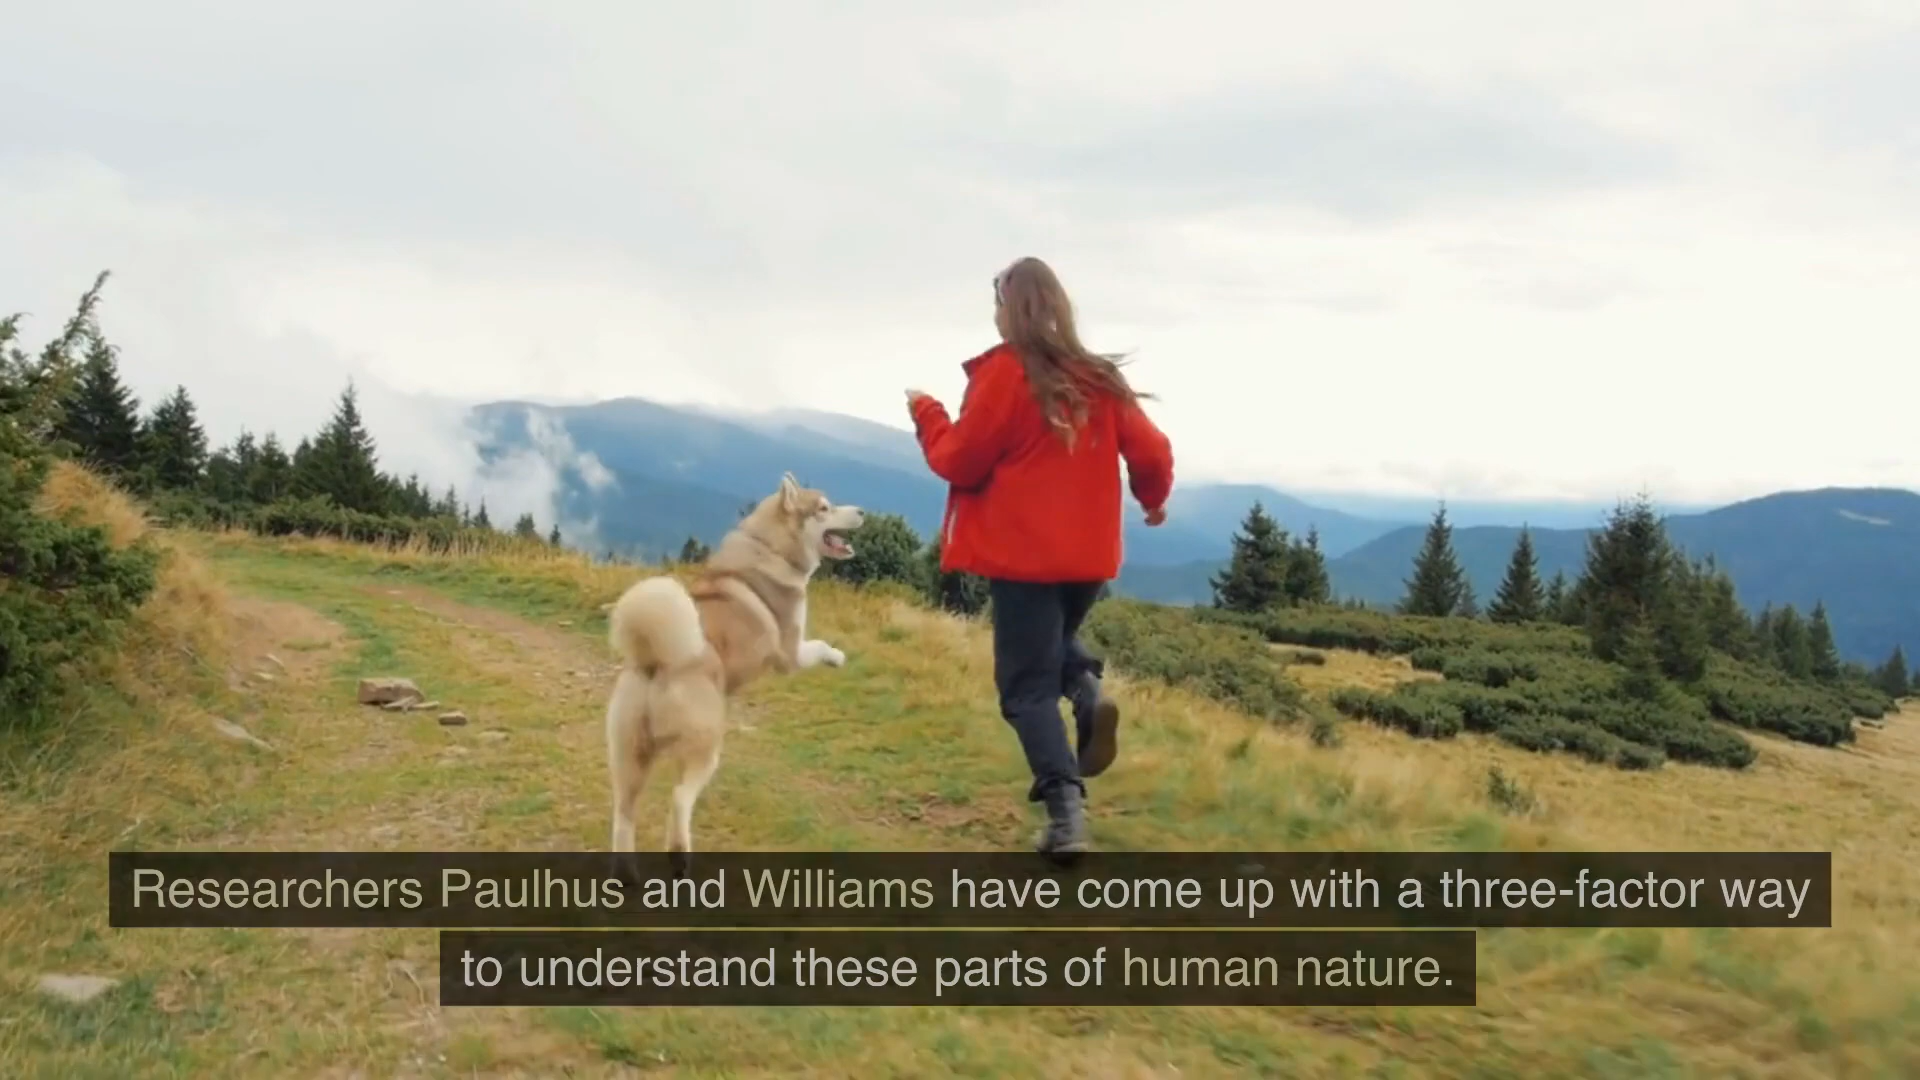 Researchers Paulhus and Williams have come up with a three-factor way
to understand these parts of human nature.